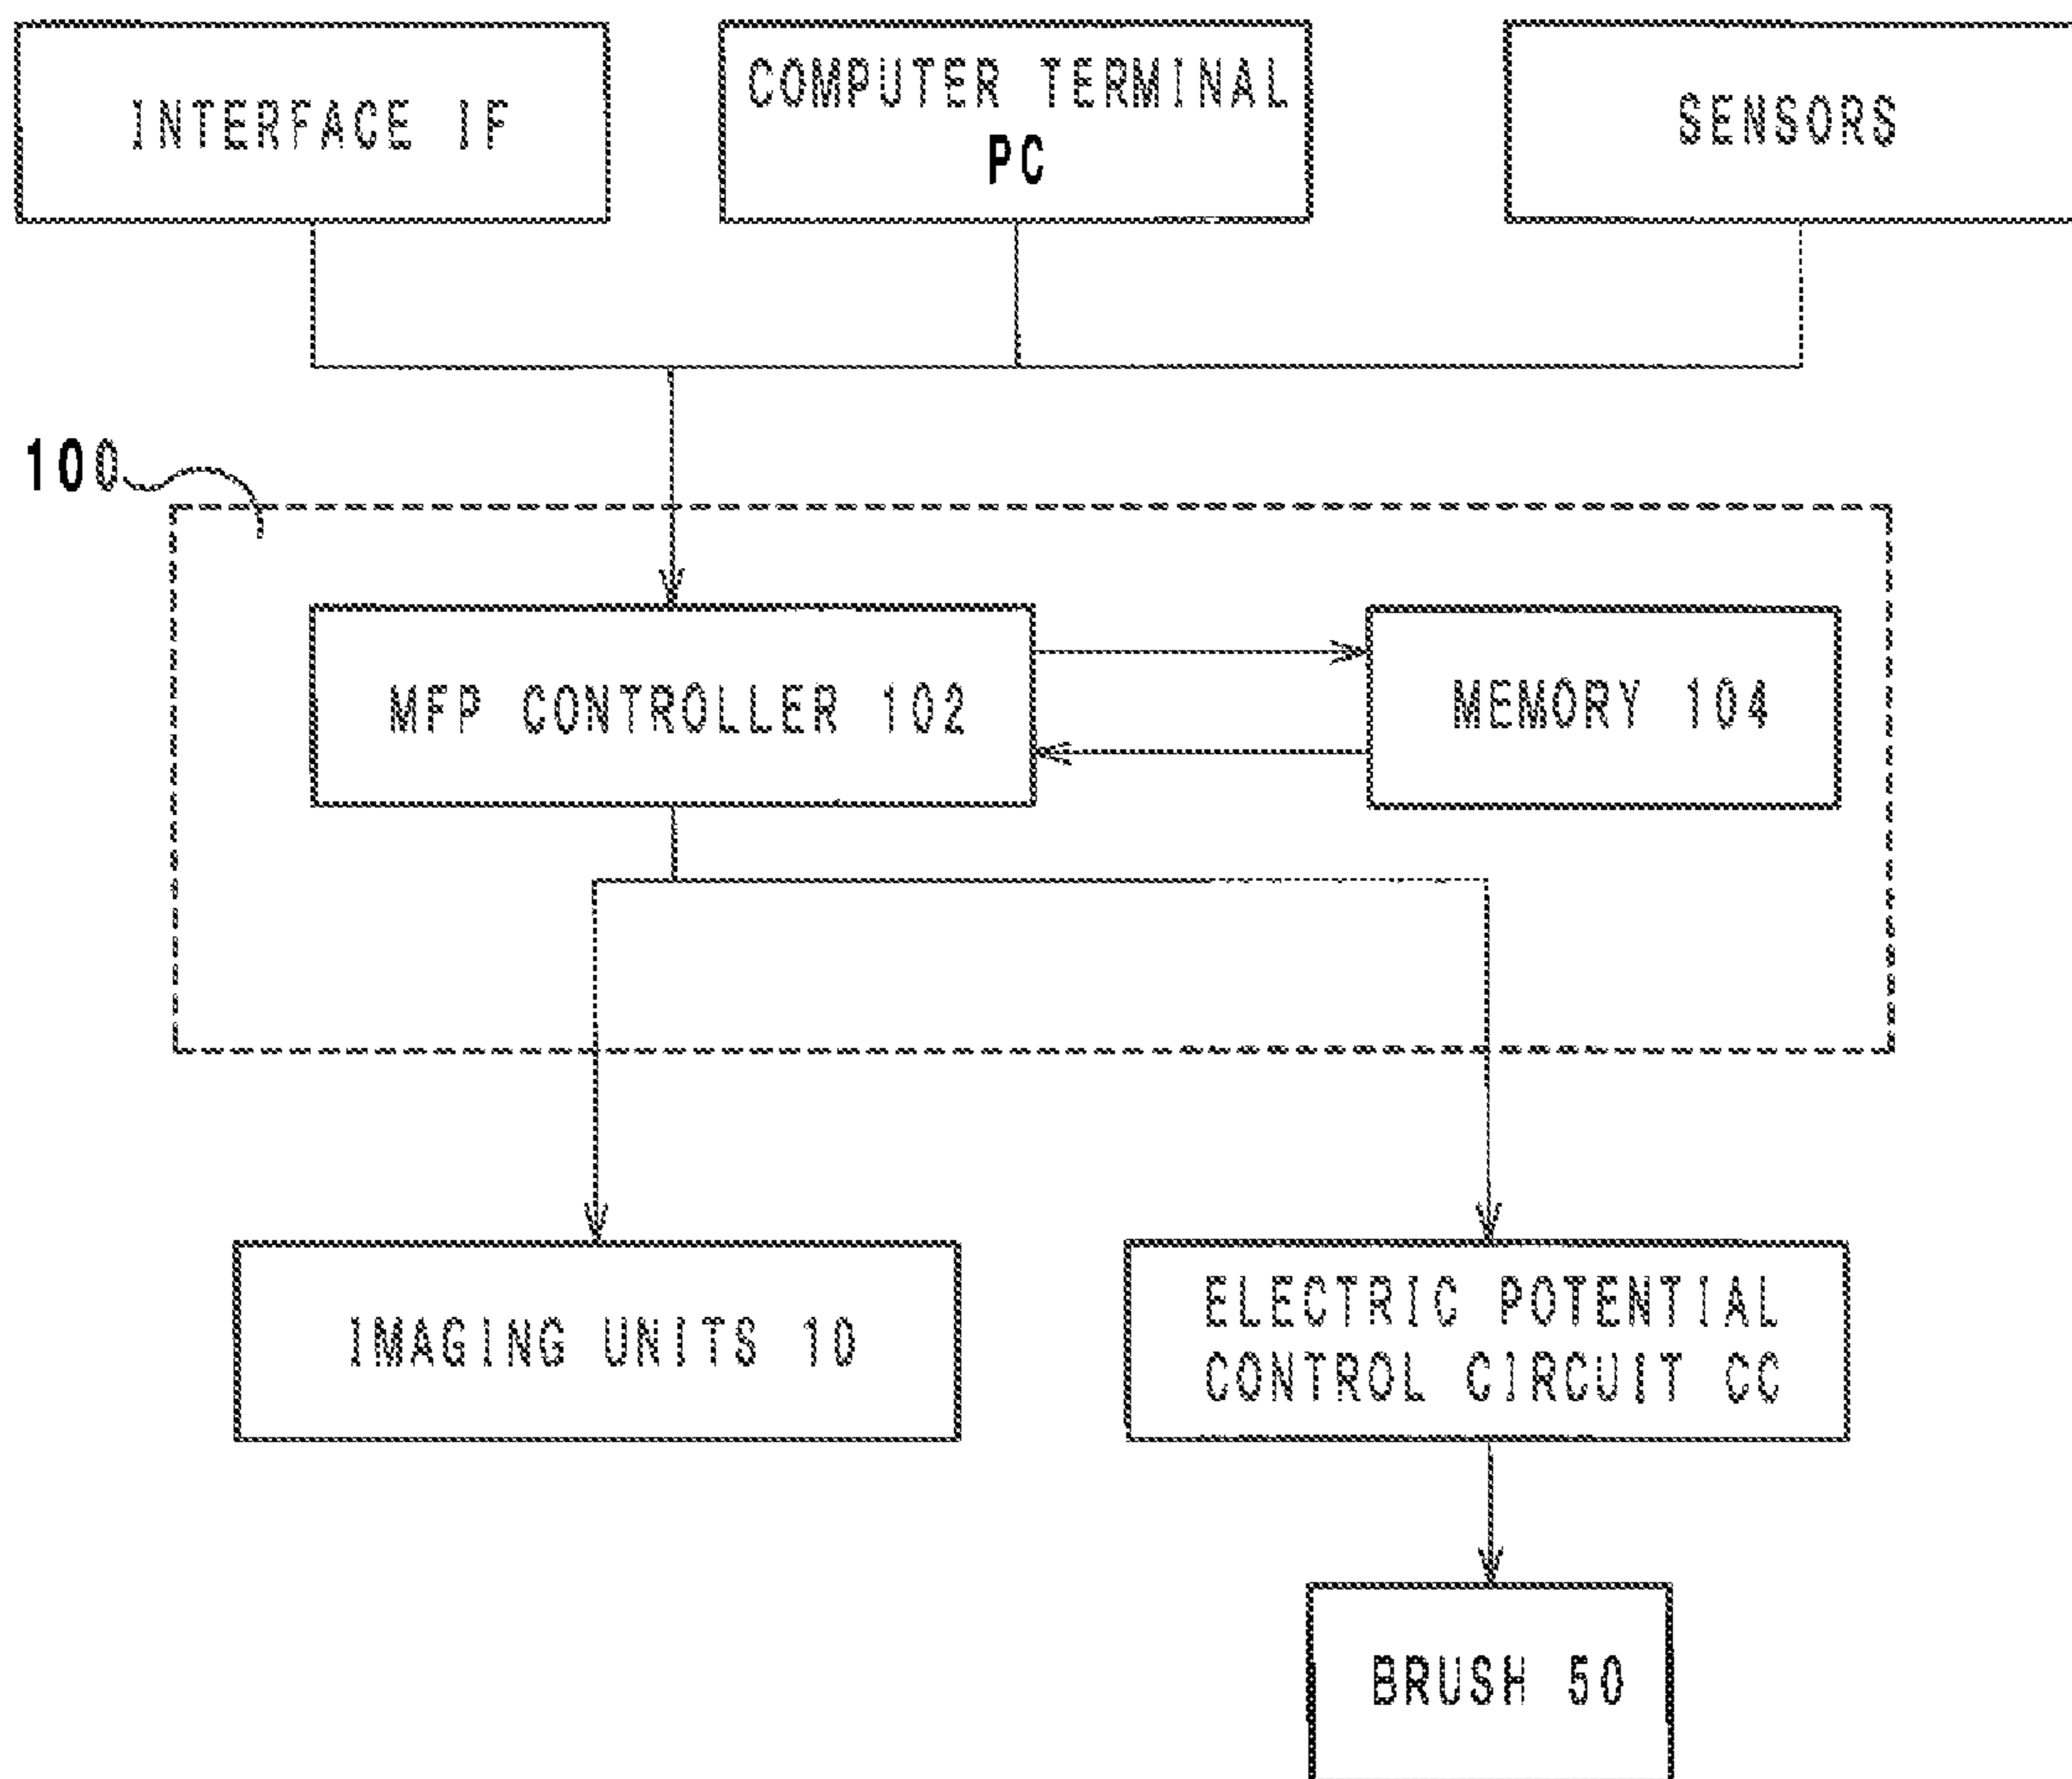 INTERFACE IF
COMPUTER TERMINAL
PC
SENSORS
100
MFP CONTROLLER 102
MEMORY 104
IMAGING UNITS 10
ELECTRIC POTENTIAL
CONTROL CIRCUIT CC
BRUSH 50